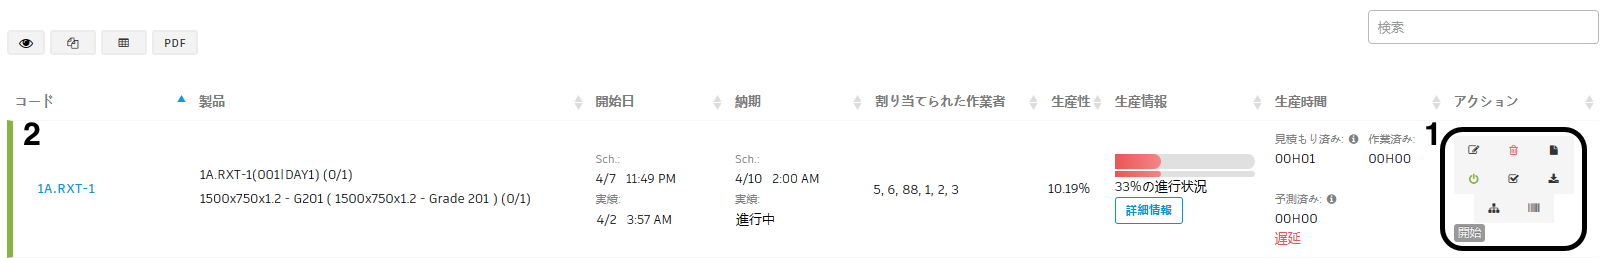 検索
PDF
コード 製品 開始日 納期 割り当てられた作業者 生産性 生産情報 生産時間 アクション
2
1
1A.RXT-1
1A.RXT-1(001|DAY1) (0/1)
1500x750x1.2 - G201 ( 1500x750x1.2 - Grade 201 ) (0/1)
Sch.:
4/7 11:49 PM
実績:
4/2 3:57 AM
Sch.:
4/10 2:00 AM
実績:
進行中
5, 6, 88, 1, 2, 3
10.19%
33%の進行状況
詳細情報
見積もり済み: 作業済み:
00H01 00H00
予測済み:
00H00
遅延
開始